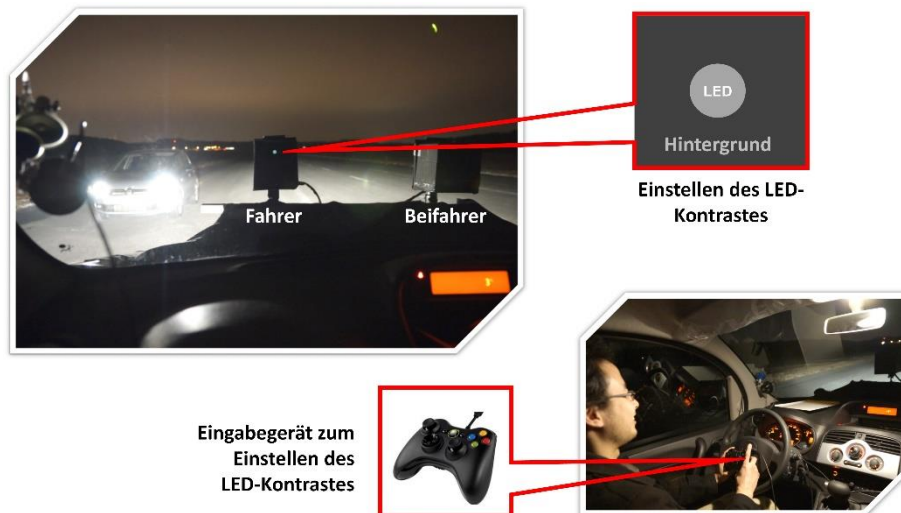 LED
Hintergrund
Einstellen des LED-
Kontrastes
Fahrer
Beifahrer
Eingabegerät zum
Einstellen des
LED-Kontrastes